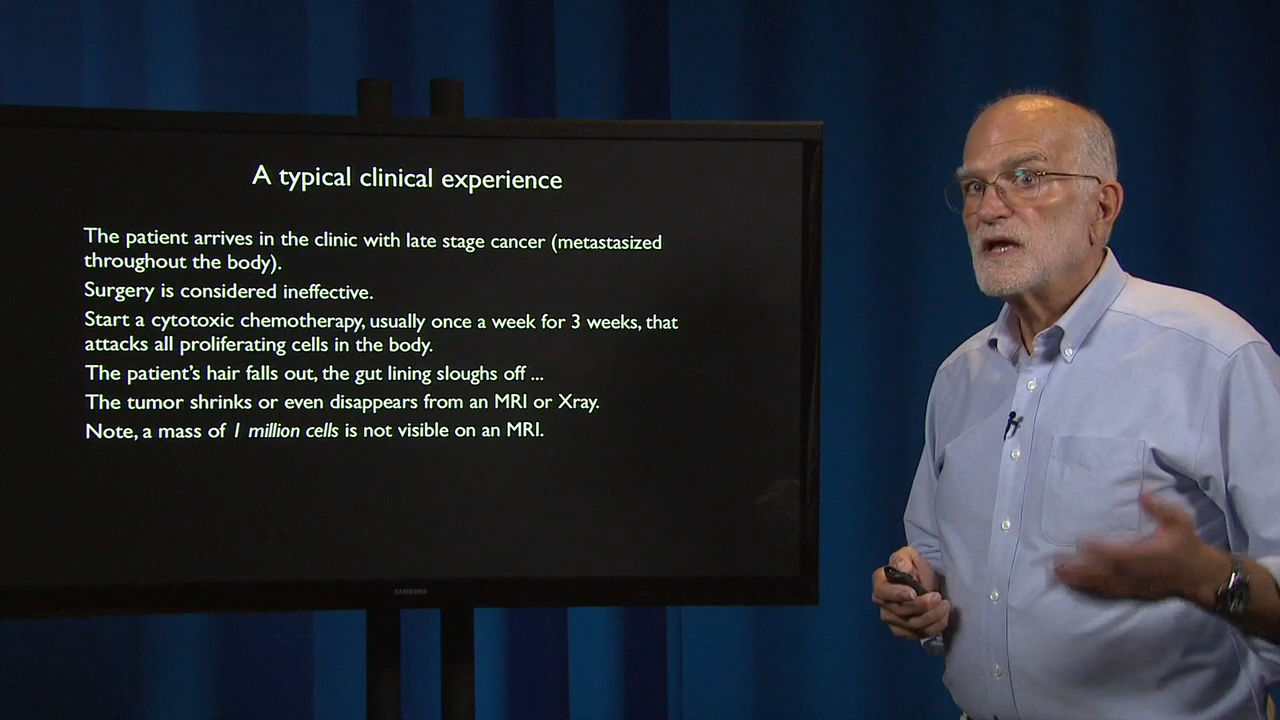 A typical clinical experience
The patient arrives in the clinic with late stage cancer (metastasized
throughout the body).
Surgery is considered ineffective.
Start a cytotoxic chemotherapy, usually once a week for 3 weeks, that
attacks all proliferating cells in the body.
The patient's hair falls out, the gut lining sloughs off ...
The tumor shrinks or even disappears from an MRI or Xray.
Note, a mass of 1 million cells is not visible on an MRI.
SAMSUNG